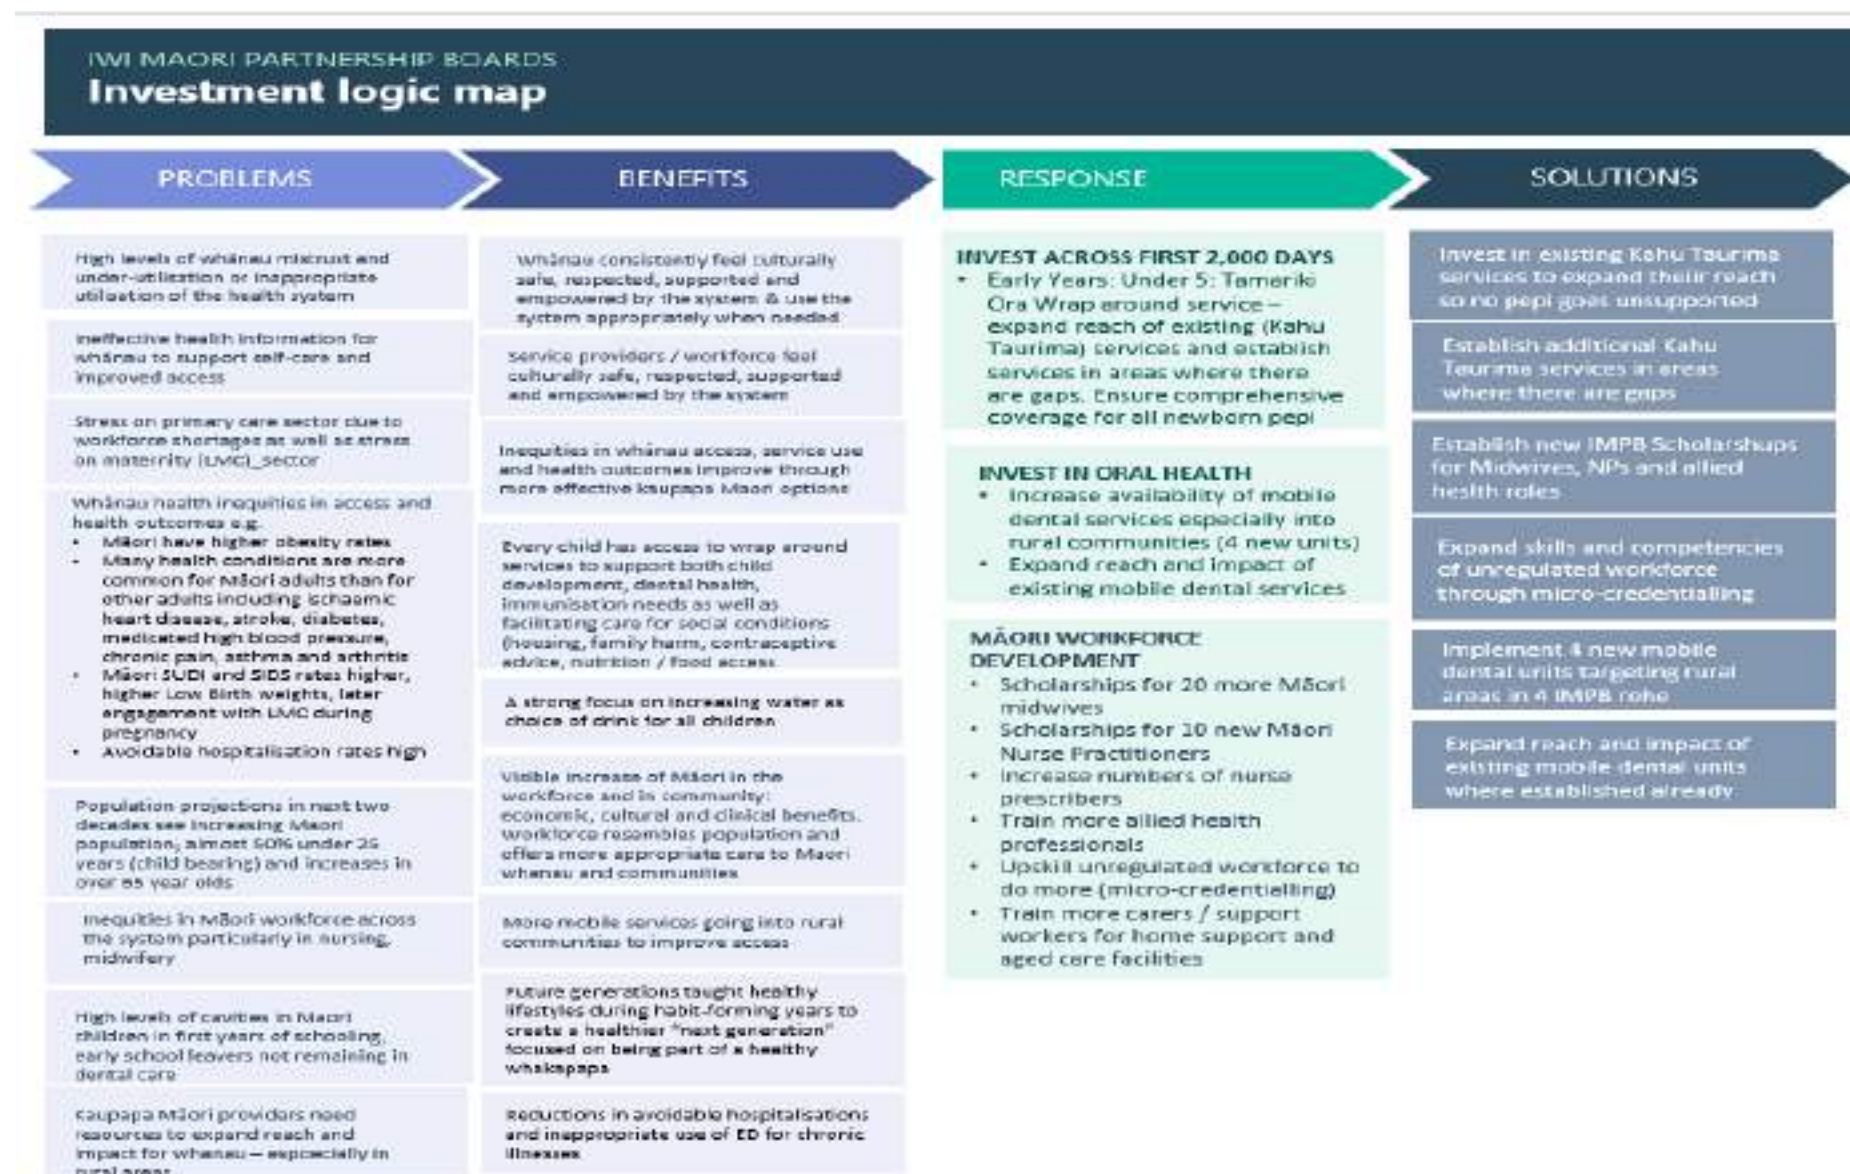 IWI MAORI PARTNERSHIP BOARDS
Investment logic map
PROBLEMS
BENEFITS
RESPONSE
SOLUTIONS
High levels of whānau mistrust and
under-utilisation or inappropriate
utilisation of the health system
Ineffective health information for
whānau to support self-care and
improved access
Stress on primary care sector due to
workforce shortages as well as stress
on maternity (LMC)_sector
Whānau health inequities in access and
health outcomes e.g.
• Māori have higher obesity rates
• Many health conditions are more
common for Māori adults than for
other adults including ischaemic
heart disease, stroke, diabetes,
medicated high blood pressure,
chronic pain, asthma and arthritis
• Māori SUDI and SIDS rates higher,
higher Low Birth weights, later
engagement with LMC during
pregnancy
• Avoidable hospitalisation rates high
Population projections in next two
decades see increasing Maori
population, almost 50% under 25
years (child bearing) and increases in
over 65 year olds
Inequities in Māori workforce across
the system particularly in nursing,
midwifery
High levels of cavities in Maori
children in first years of schooling,
early school leavers not remaining in
dental care
Kaupapa Māori providers need
resources to expand reach and
impact for whanau – espcecially in
rural areas
Whānau consistently feel culturally
safe, respected, supported and
empowered by the system & use the
system appropriately when needed
Service providers / workforce feel
culturally safe, respected, supported
and empowered by the system
Inequities in whānau access, service use
and health outcomes improve through
more effective kaupapa Maori options
Every child has access to wrap around
services to support both child
development, dental health,
immunisation needs as well as
facilitating care for social conditions
(housing, family harm, contraceptive
advice, nutrition / food access
A strong focus on increasing water as
choice of drink for all children
Visible increase of Māori in the
workforce and in community:
economic, cultural and clinical benefits.
Workforce resembles population and
offers more appropriate care to Maori
whanau and communities
More mobile services going into rural
communities to improve access
Future generations taught healthy
lifestyles during habit-forming years to
create a healthier "next generation"
focused on being part of a healthy
whakapapa
Reductions in avoidable hospitalisations
and inappropriate use of ED for chronic
illnesses
INVEST ACROSS FIRST 2,000 DAYS
• Early Years: Under 5: Tamariki
Ora Wrap around service –
expand reach of existing (Kahu
Taurima) services and establish
services in areas where there
are gaps. Ensure comprehensive
coverage for all newborn pepi
INVEST IN ORAL HEALTH
• Increase availability of mobile
dental services especially into
rural communities (4 new units)
• Expand reach and impact of
existing mobile dental services
MĀORI WORKFORCE
DEVELOPMENT
• Scholarships for 20 more Māori
midwives
• Scholarships for 10 new Māori
Nurse Practitioners
• Increase numbers of nurse
prescribers
• Train more allied health
professionals
• Upskill unregulated workforce to
do more (micro-credentialling)
• Train more carers / support
workers for home support and
aged care facilities
Invest in existing Kahu Taurima
services to expand theiir reach
so no pepi goes unsupported
Establish additional Kahu
Taurima services in areas
where there are gaps
Establish new IMPB Scholarshups
for Midwives, NPs and allied
heslth roles
Expand skills and competencies
of unregulated workforce
through micro-credentialling
Implement 4 new mobile
dental units targeting rural
areas in 4 IMPB rohe
Expand reach and impact of
existing mobile dental units
where established already